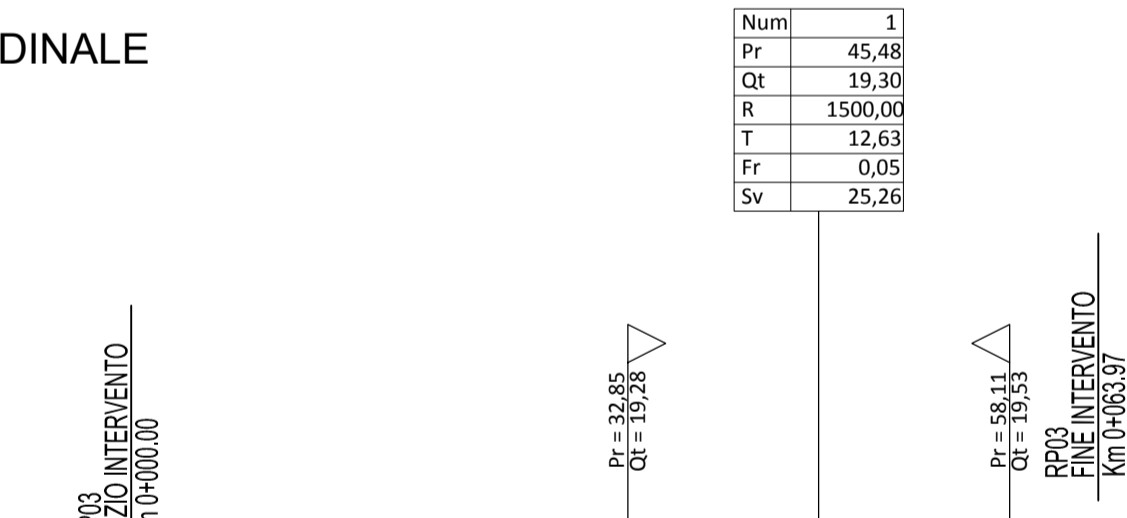 DINALE
Num 1
Pr 45,48
Qt 19,30
R 1500,00
T 12,63
Fr 0,05
Sv 25,26
03
ZIO INTERVENTO
0+000.00
Pr = 32,85
Qt = 19,28
Pr = 58,11
Qt = 19,53
RP03
FINE INTERVENTO
Km 0+063.97